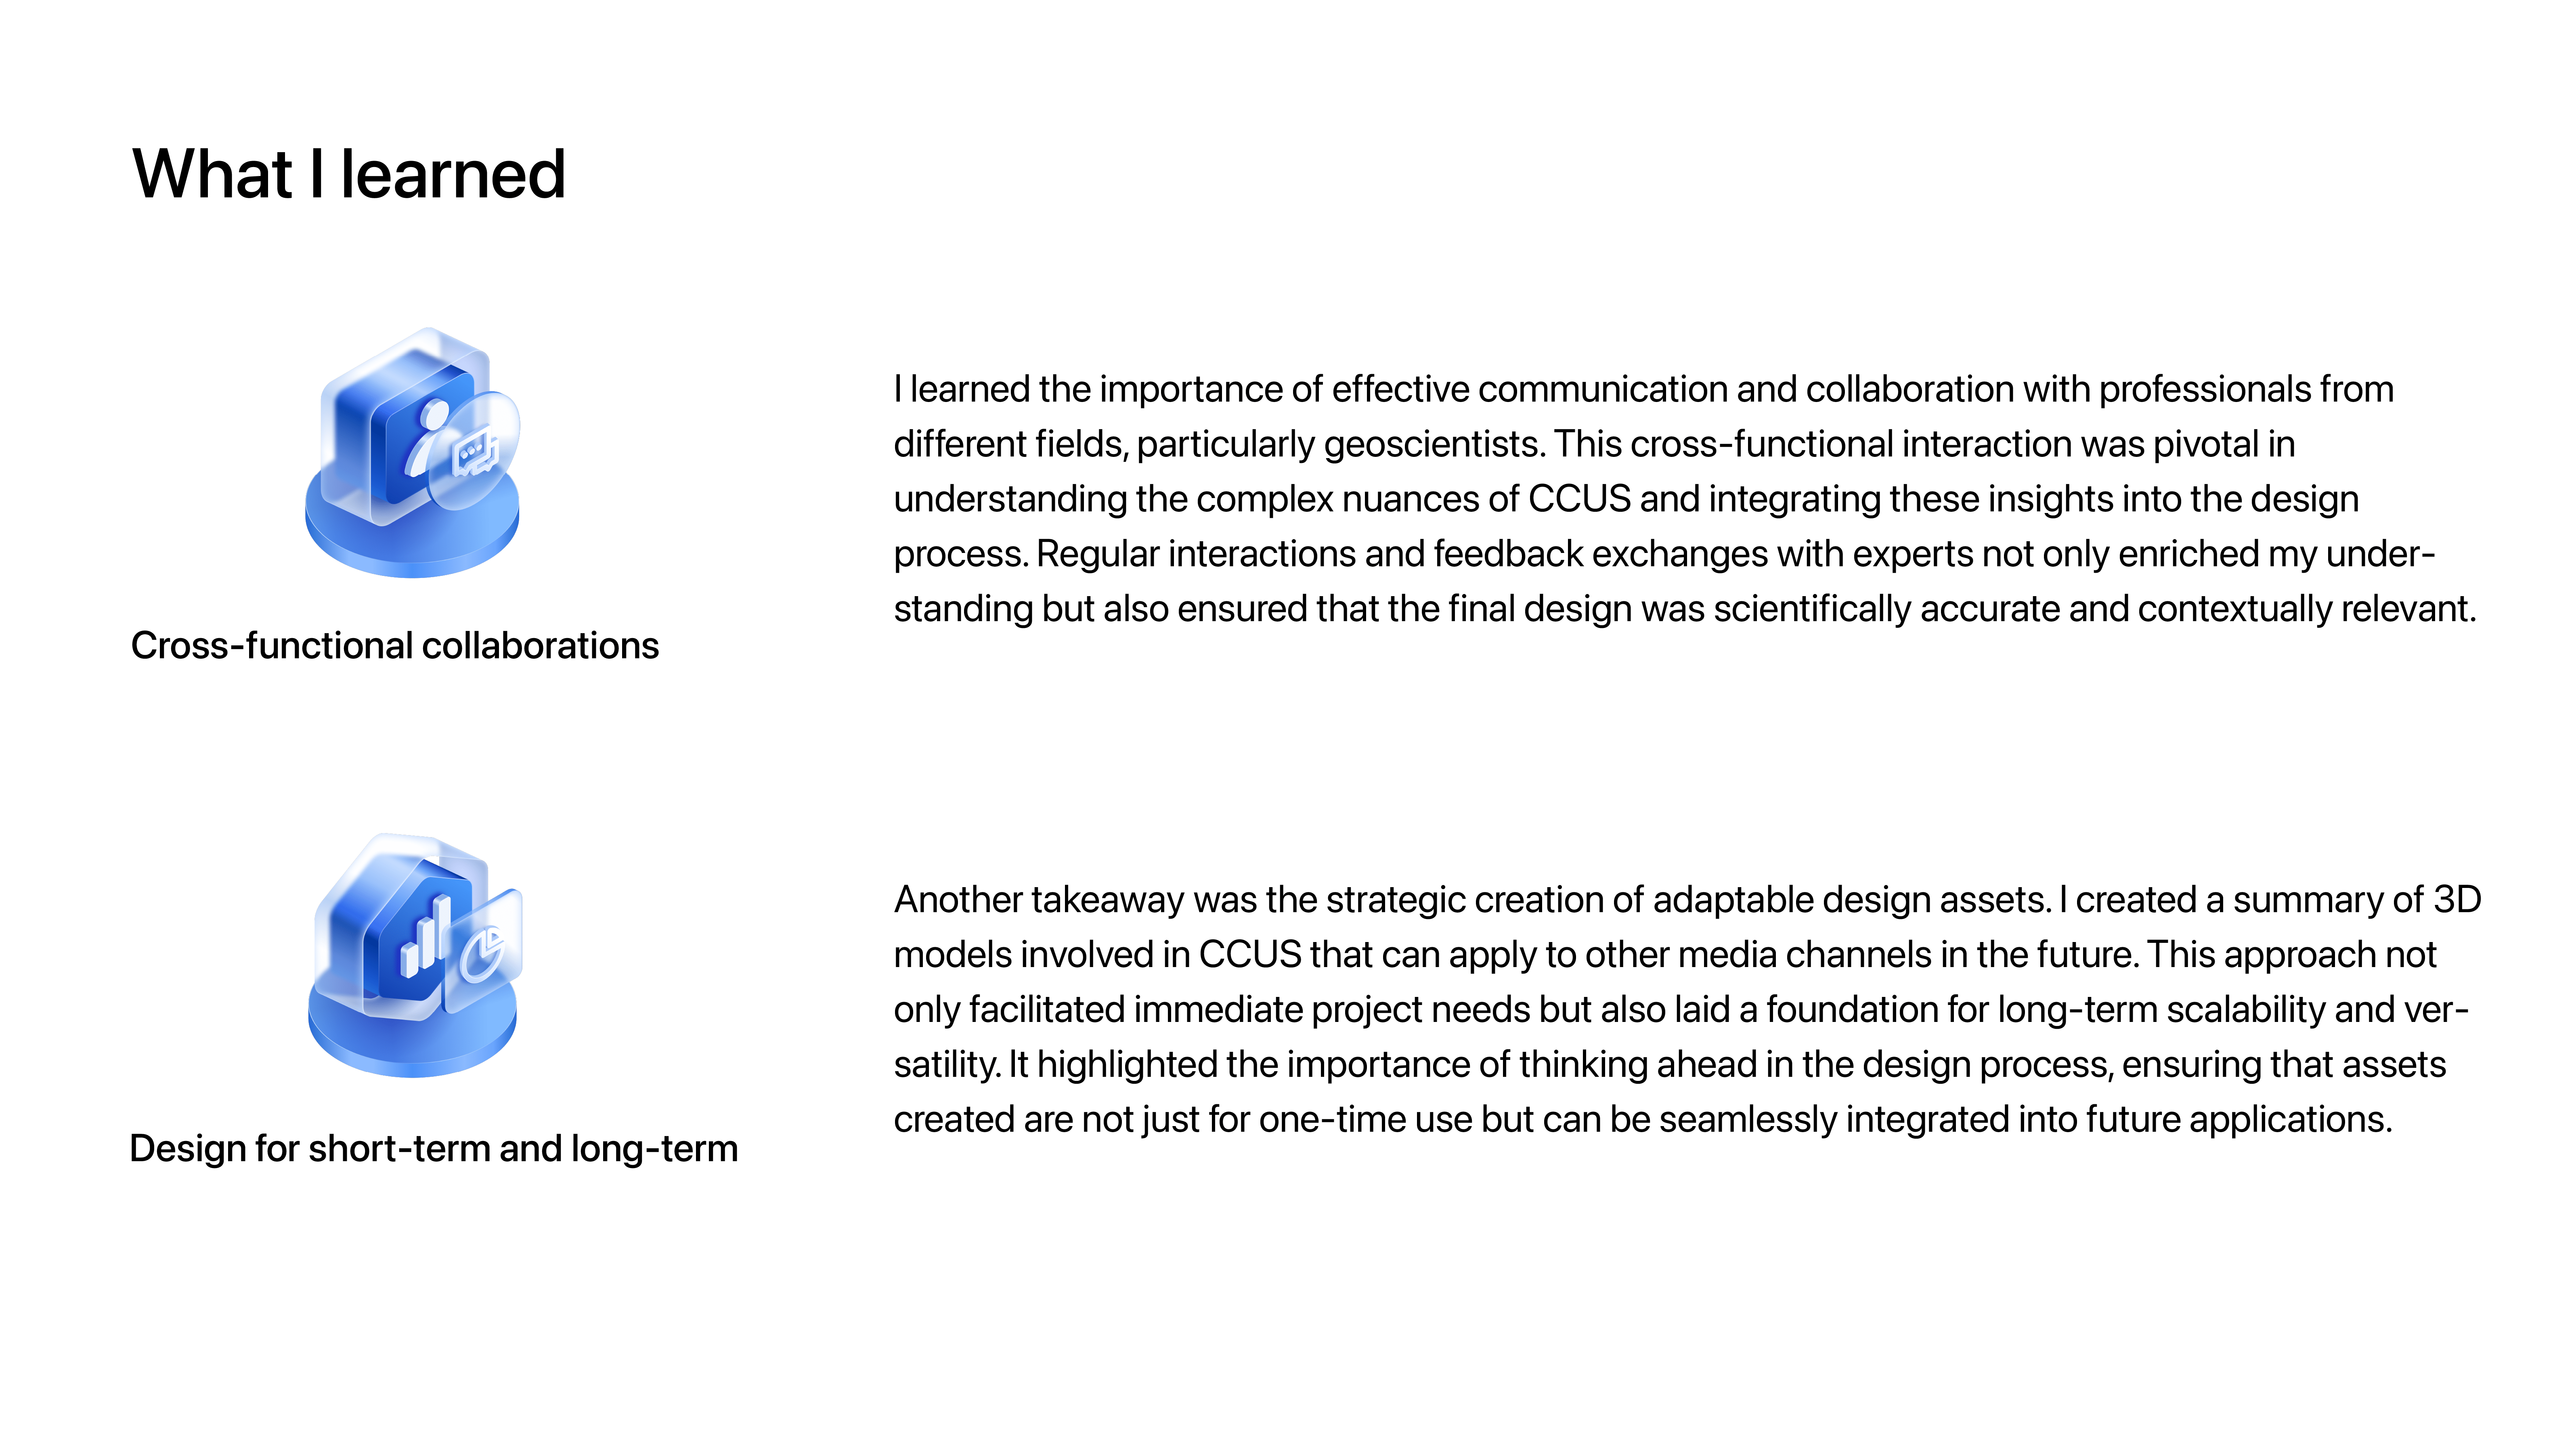 What I learned
I learned the importance of effective communication and collaboration with professionals from
different fields, particularly geoscientists. This cross-functional interaction was pivotal in
understanding the complex nuances of CCUS and integrating these insights into the design
process. Regular interactions and feedback exchanges with experts not only enriched my under-
standing but also ensured that the final design was scientifically accurate and contextually relevant.
Cross-functional collaborations
Another takeaway was the strategic creation of adaptable design assets. I created a summary of 3D
models involved in CCUS that can apply to other media channels in the future. This approach not
only facilitated immediate project needs but also laid a foundation for long-term scalability and ver-
satility. It highlighted the importance of thinking ahead in the design process, ensuring that assets
created are not just for one-time use but can be seamlessly integrated into future applications.
Design for short-term and long-term